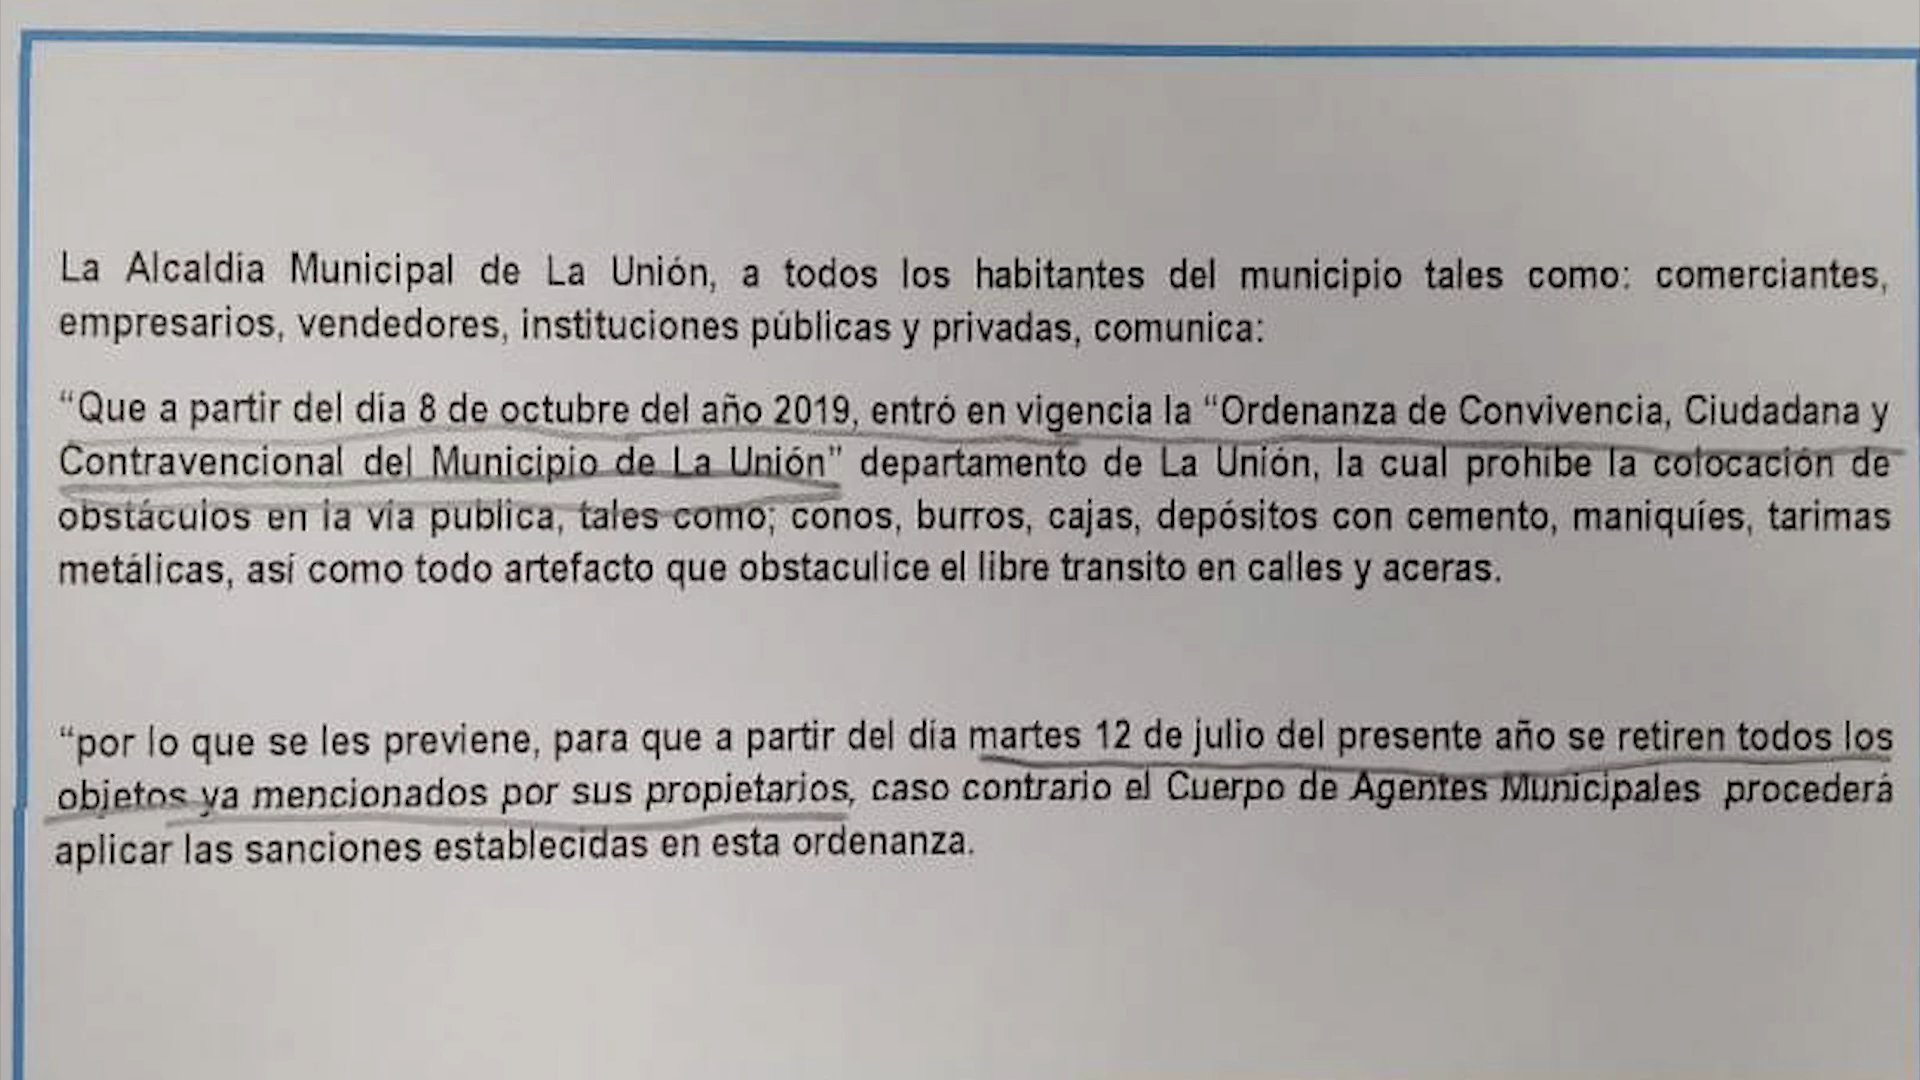 La Alcaldía Municipal de La Unión, a todos los habitantes del municipio tales como: comerciantes,
empresarios, vendedores, instituciones públicas y privadas, comunica:
“Que a partir del día 8 de octubre del año 2019, entró en vigencia la “Ordenanza de Convivencia, Ciudadana y
Contravencional del Municipio de La Unión” departamento de La Unión, la cual prohíbe la colocación de
obstáculos en la vía publica, tales como; conos, burros, cajas, depósitos con cemento, maniquíes, tarimas
metálicas, así como todo artefacto que obstaculice el libre transito en calles y aceras.
“por lo que se les previene, para que a partir del día martes 12 de julio del presente año se retiren todos los
objetos ya mencionados por sus propietarios, caso contrario el Cuerpo de Agentes Municipales procederá
aplicar las sanciones establecidas en esta ordenanza.